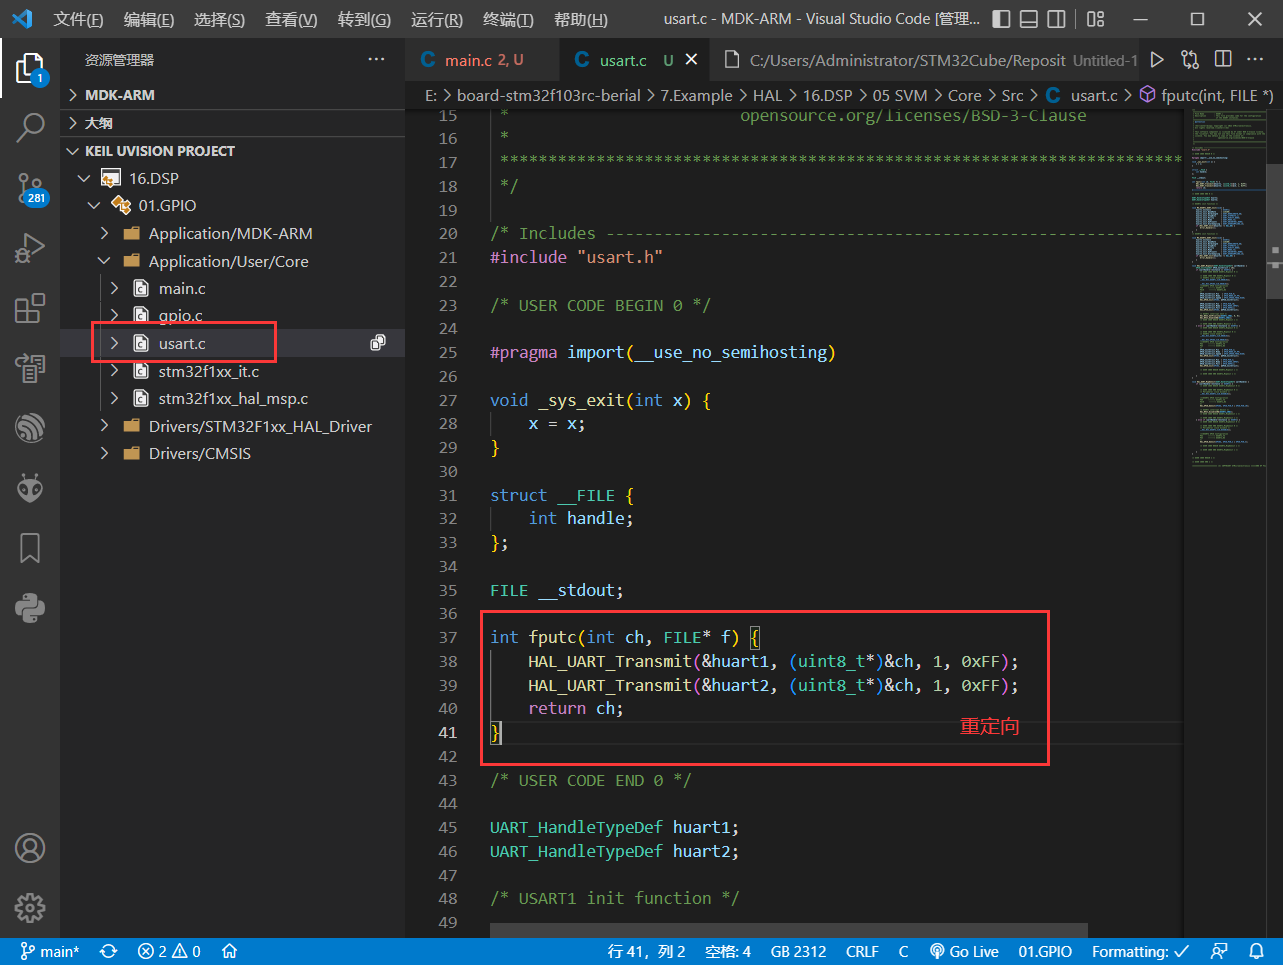 文件(F) 编辑(E) 选择(S) 查看(V) 转到(G) 运行(R) 终端(T) 帮助(H) usart.c - MDK-ARM - Visual Studio Code [管理...
资源管理器 ...
main.c 2, U
usart.c U
C:/Users/Administrator/STM32Cube/Reposit Untitled-1
MDK-ARM
大纲
KEIL UVISION PROJECT
16.DSP
01.GPIO
Application/MDK-ARM
Application/User/Core
main.c
gpio.c
usart.c
stm32f1xx_it.c
stm32f1xx_hal_msp.c
Drivers/STM32F1xx_HAL_Driver
Drivers/CMSIS
1
281
E: > board-stm32f103rc-berial > 7.Example > HAL > 16.DSP > 05 SVM > Core > Src > C usart.c > fputc(int, FILE *)
15 * opensource.org/licenses/BSD-3-Clause
16 *
17 ************************************************************************
18 */
19
20 /* Includes ------------------------------------------------------------
21 #include "usart.h"
22
23 /* USER CODE BEGIN 0 */
24
25 #pragma import(__use_no_semihosting)
26
27 void _sys_exit(int x) {
28 x = x;
29 }
30
31 struct __FILE {
32 int handle;
33 };
34
35 FILE __stdout;
36
37 int fputc(int ch, FILE* f) {
38 HAL_UART_Transmit(&huart1, (uint8_t*)&ch, 1, 0xFF);
39 HAL_UART_Transmit(&huart2, (uint8_t*)&ch, 1, 0xFF);
40 return ch;
41 }
重定向
42
43 /* USER CODE END 0 */
44
45 UART_HandleTypeDef huart1;
46 UART_HandleTypeDef huart2;
47
48 /* USART1 init function */
49
main* 2 0 行 41, 列 2 空格: 4 GB 2312 CRLF C Go Live 01.GPIO Formatting: ✓